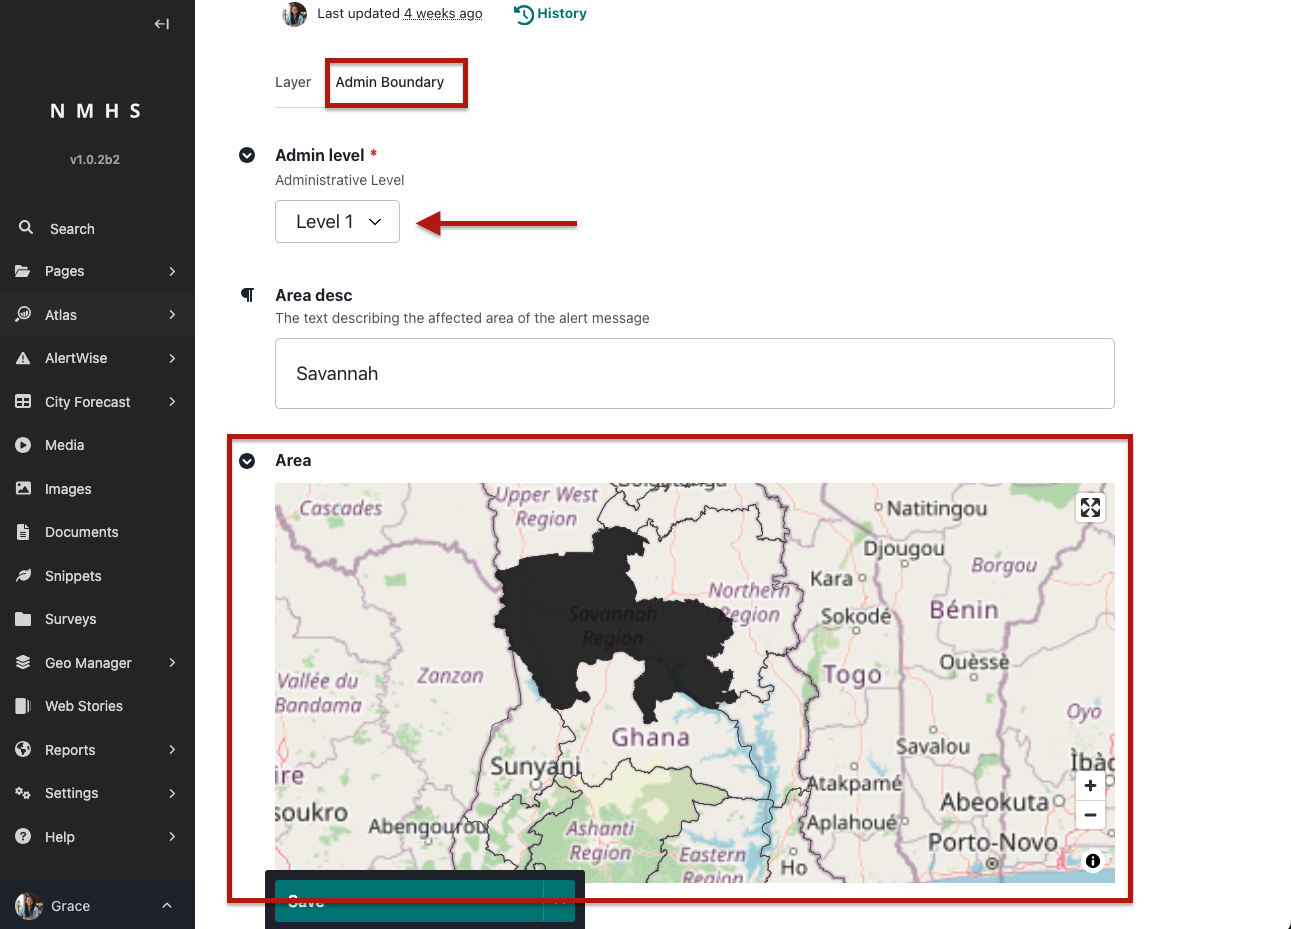 Last updated 4 weeks ago
History
NMHS
v1.0.2b2
Search
Pages
Atlas
AlertWise
City Forecast
Media
Images
Documents
Snippets
Surveys
Geo Manager
Web Stories
Reports
Settings
Help
Grace
Layer
Admin Boundary
Admin level *
Administrative Level
Level 1
Area desc
The text describing the affected area of the alert message
Savannah
Area
Cascades
Upper West
Region
Natitingou
Djougou
Borgou
Kara
Northern
Region
Savannah
Region
Sokodé
Bénin
Ouèssè
Zonzan
Vallée du
Bandama
Togo
Oyo
Ghana
Savalou
Sunyani
Atakpamé
Abeokuta
Abengourou
Aplahoué
Ashanti
Region
Porto-Novo
Eastern
Region
Ho
Save